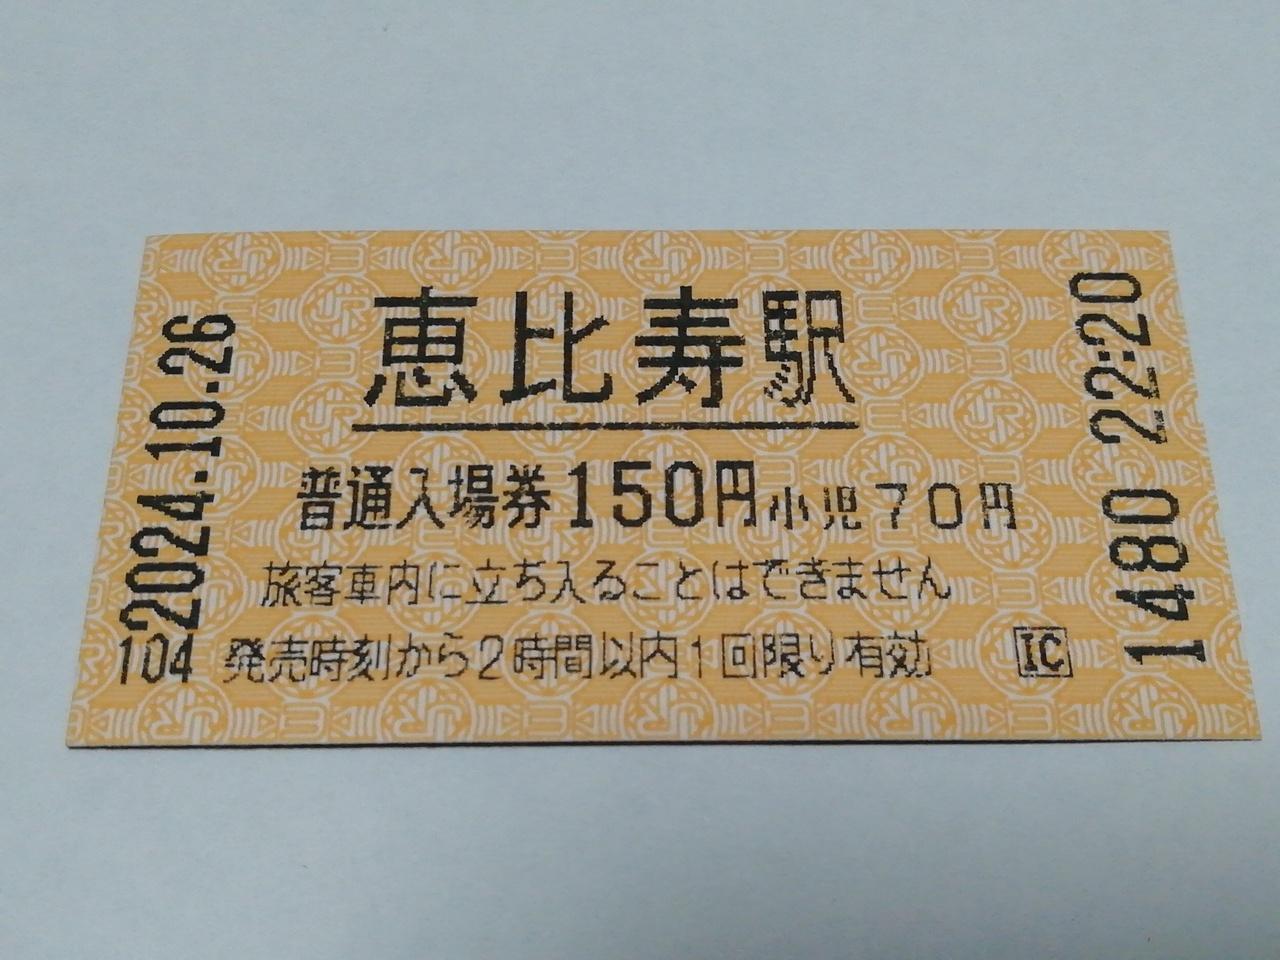 恵比寿駅
普通入場券150円小児70円
旅客車内に立ち入ることはできません
発売時刻から2時間以内1回限り有効
IC
2024.10.26
104
1480 22:20